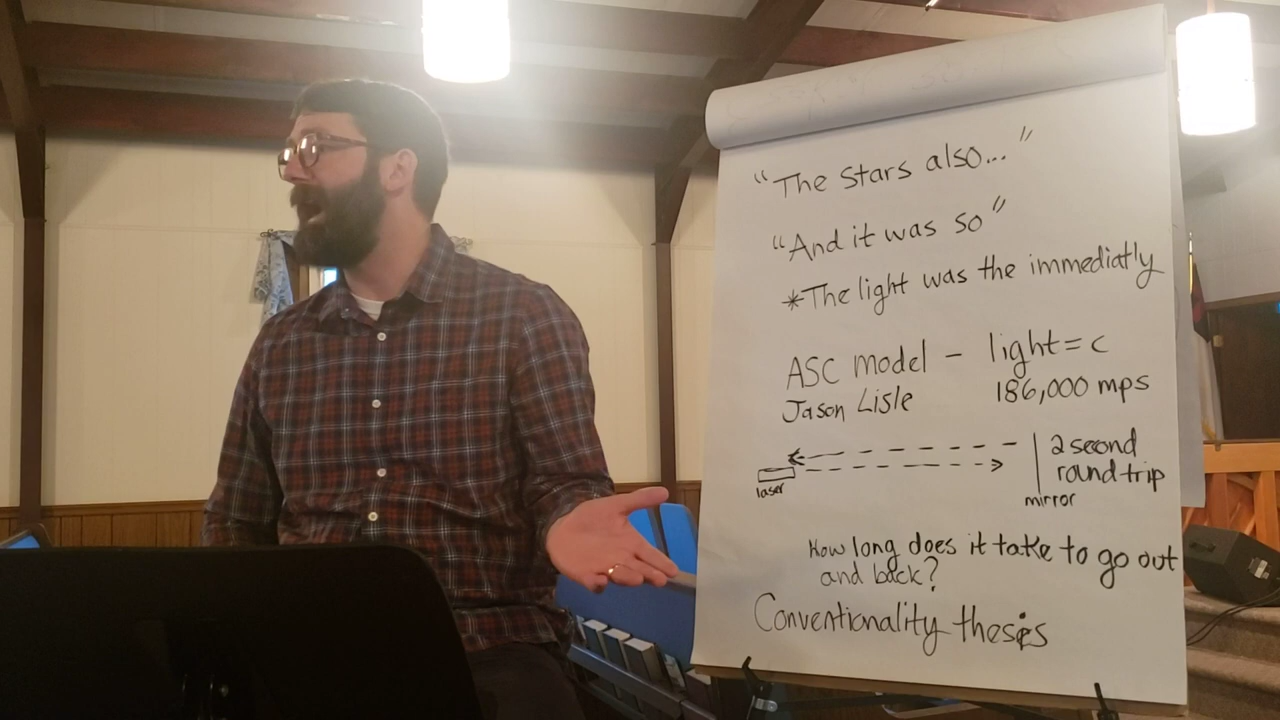 "The stars also..."
"And it was so"
*The light was the immediatly
ASC model - light = c
Jason Lisle 186,000 mps
2 second
round trip
laser
mirror
How long does it take to go out
and back?
Conventionality thesis